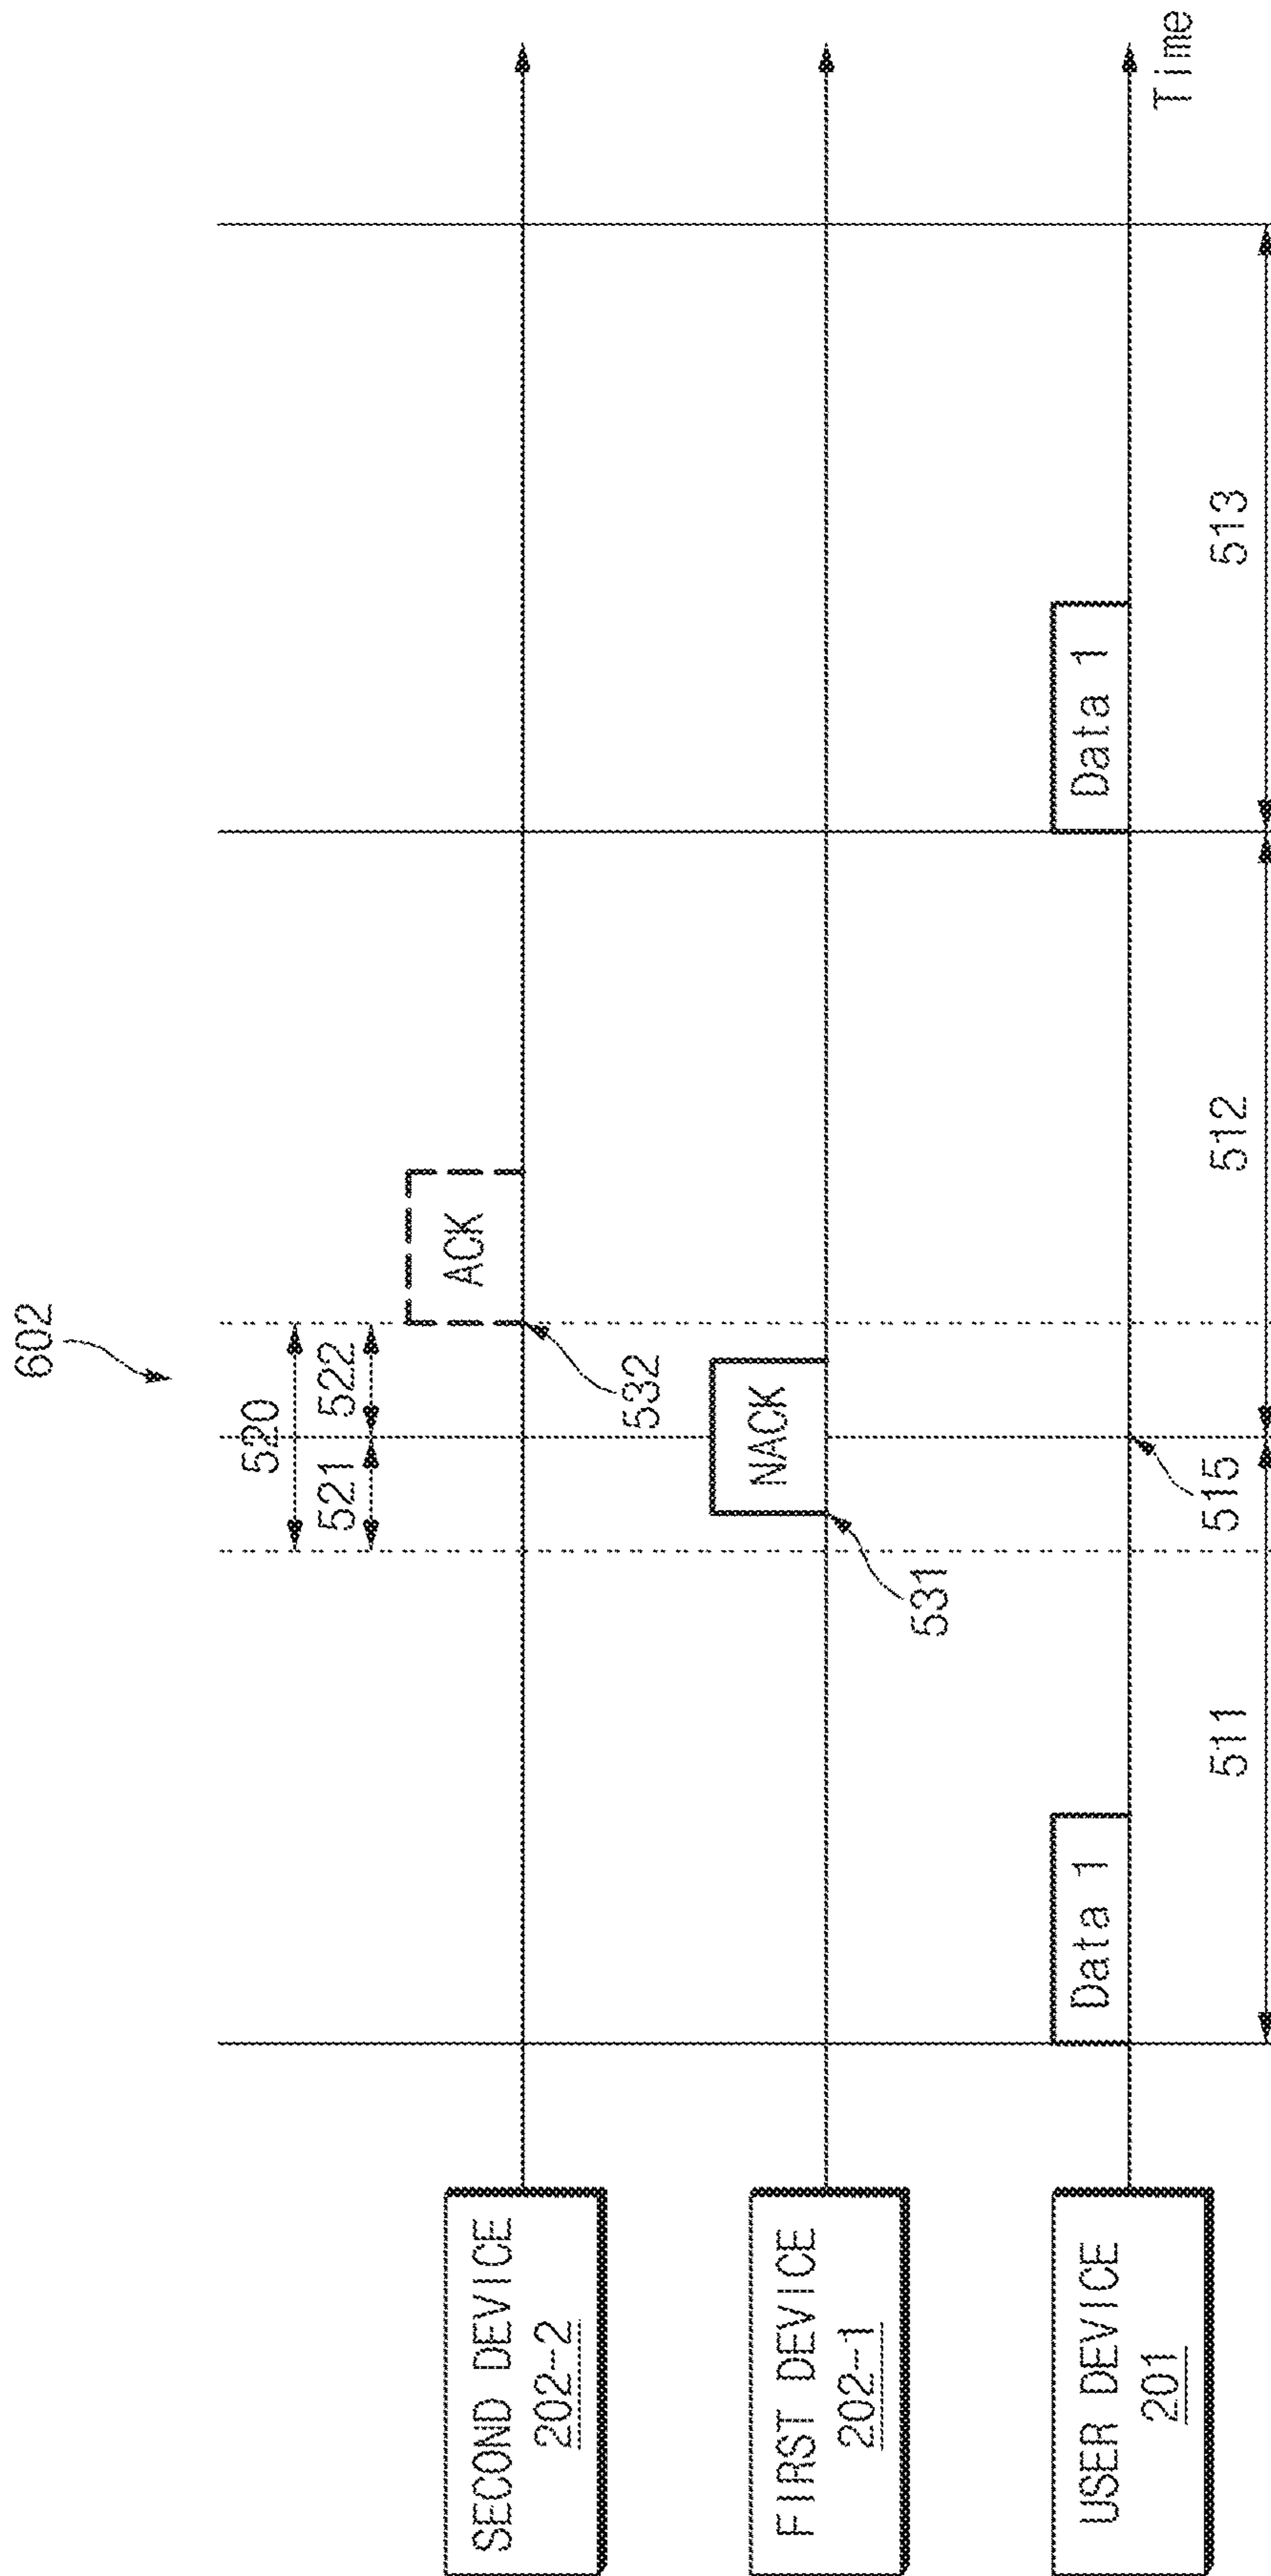 602
520
521 522
SECOND DEVICE
202-2
ACK
532
FIRST DEVICE
202-1
NACK
531
USER DEVICE
201
Data 1
Data 1
515
Time
511
512
513